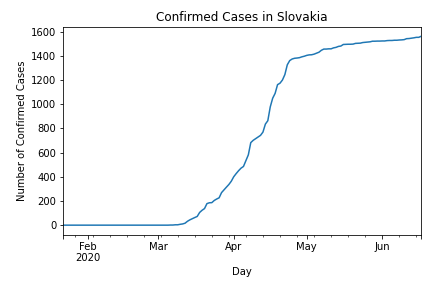 Confirmed Cases in Slovakia
Number of Confirmed Cases
1600
1400
1200
1000
800
600
400
200
0
Feb
2020
Mar
Apr
May
Jun
Day